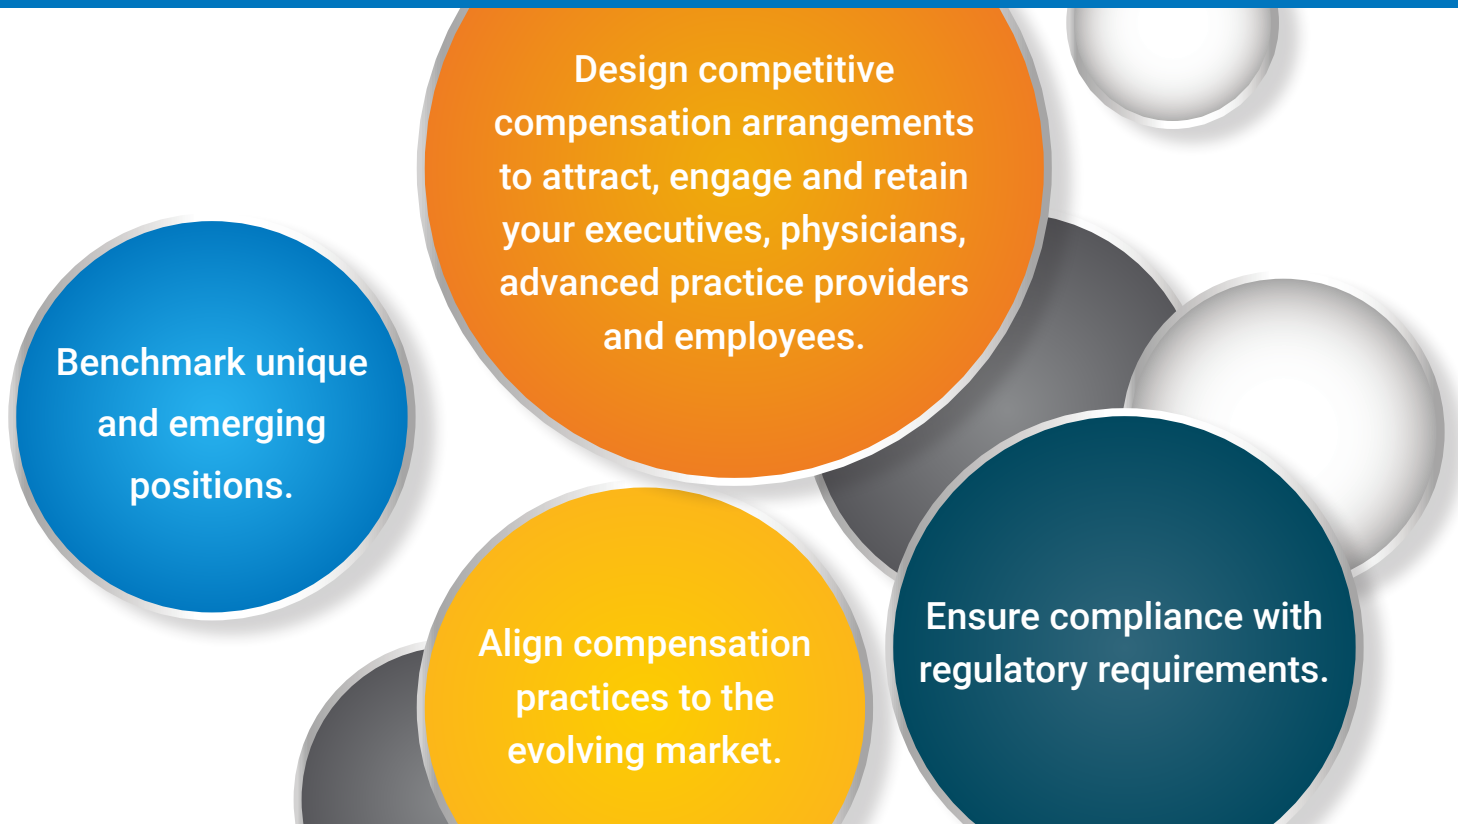 Design competitive
compensation arrangements
to attract, engage and retain
your executives, physicians,
advanced practice providers
and employees.
Benchmark unique
and emerging
positions.
Align compensation
practices to the
evolving market.
Ensure compliance with
regulatory requirements.